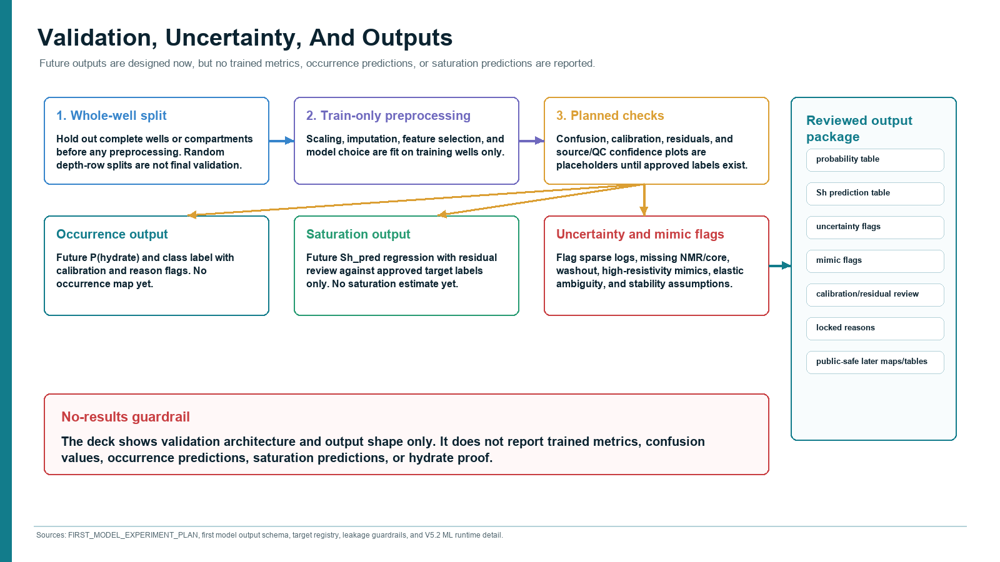 Validation, Uncertainty, And Outputs
Future outputs are designed now, but no trained metrics, occurrence predictions, or saturation predictions are reported.
1. Whole-well split
Hold out complete wells or compartments
before any preprocessing. Random
depth-row splits are not final validation.
2. Train-only preprocessing
Scaling, imputation, feature selection, and
model choice are fit on training wells only.
3. Planned checks
Confusion, calibration, residuals, and
source/QC confidence plots are
placeholders until approved labels exist.
Occurrence output
Future P(hydrate) and class label with
calibration and reason flags. No
occurrence map yet.
Saturation output
Future Sh_pred regression with residual
review against approved target labels
only. No saturation estimate yet.
Uncertainty and mimic flags
Flag sparse logs, missing NMR/core,
washout, high-resistivity mimics, elastic
ambiguity, and stability assumptions.
Reviewed output
package
probability table
Sh prediction table
uncertainty flags
mimic flags
calibration/residual review
locked reasons
public-safe later maps/tables
No-results guardrail
The deck shows validation architecture and output shape only. It does not report trained metrics, confusion
values, occurrence predictions, saturation predictions, or hydrate proof.
Sources: FIRST_MODEL_EXPERIMENT_PLAN, first model output schema, target registry, leakage guardrails, and V5.2 ML runtime detail.